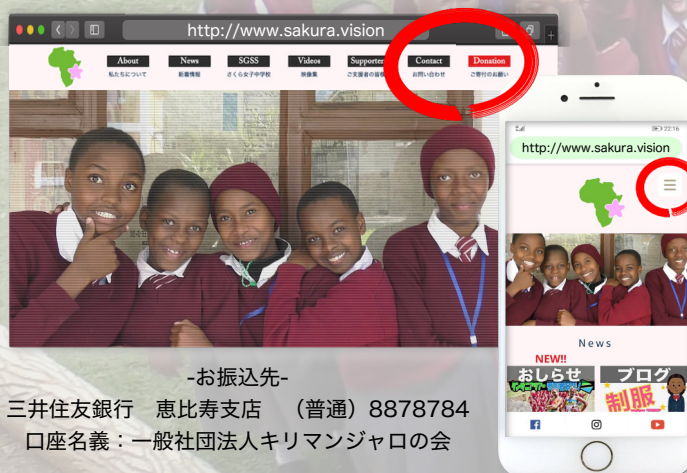 http://www.sakura.vision
About News SGSS Videos Supporter Contact Donation
私たちについて 新着情報 さくら女子中学校 映像集 ご支援者の皆様 お問い合わせ ご寄付のお願い
22:16
http://www.sakura.vision
News
NEW!!
おしらせ ブログ
制服
-お振込先-
三井住友銀行 恵比寿支店 （普通）8878784
口座名義：一般社団法人キリマンジャロの会